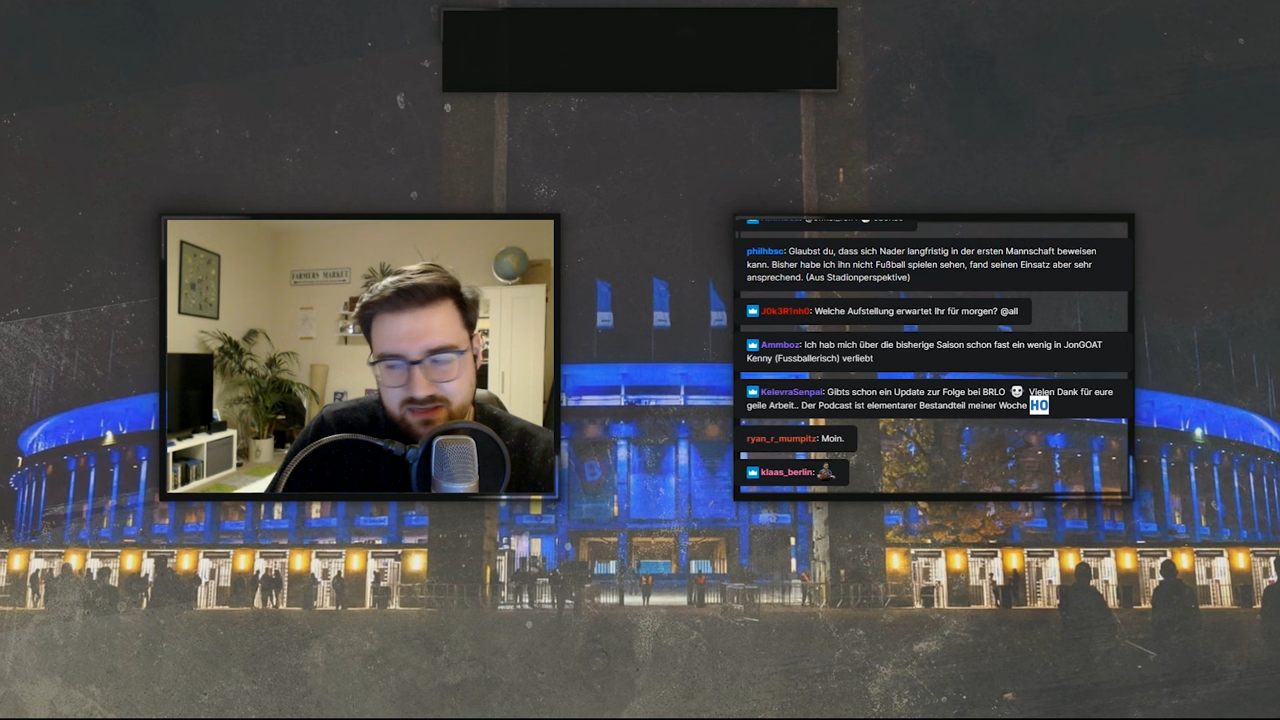 FARMERS MARKET
philhbsc: Glaubst du, dass sich Nader langfristig in der ersten Mannschaft beweisen
kann. Bisher habe ich ihn nicht Fußball spielen sehen, fand seinen Einsatz aber sehr
ansprechend. (Aus Stadionperspektive)
J0k3R1nh0: Welche Aufstellung erwartet Ihr für morgen? @all
Ammboz: Ich hab mich über die bisherige Saison schon fast ein wenig in JonGOAT
Kenny (Fussballerisch) verliebt
KelevraSenpai: Gibts schon ein Update zur Folge bei BRLO Vielen Dank für eure
geile Arbeit.. Der Podcast ist elementarer Bestandteil meiner Woche HO
ryan_r_mumpitz: Moin.
klaas_berlin: